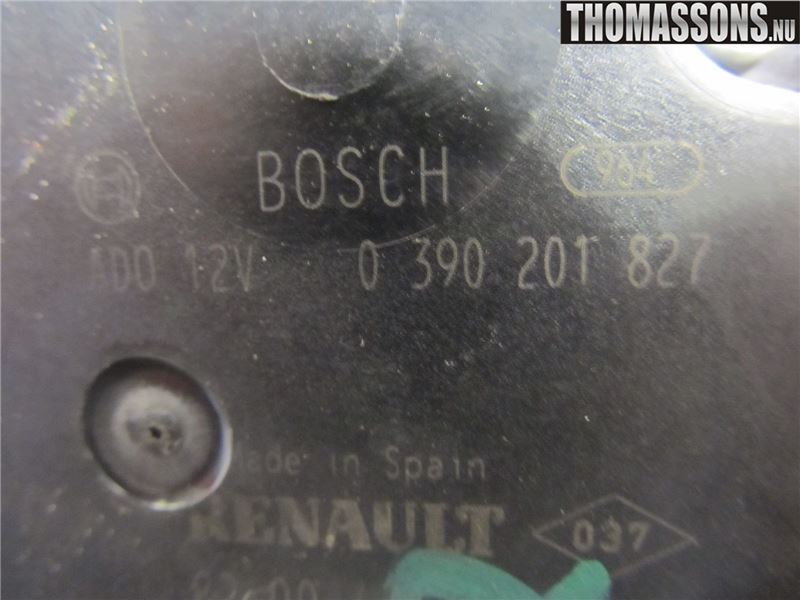 THOMASSONS.NU
BOSCH 964
ADO 12V 0 390 201 827
Made in Spain
RENAULT 037